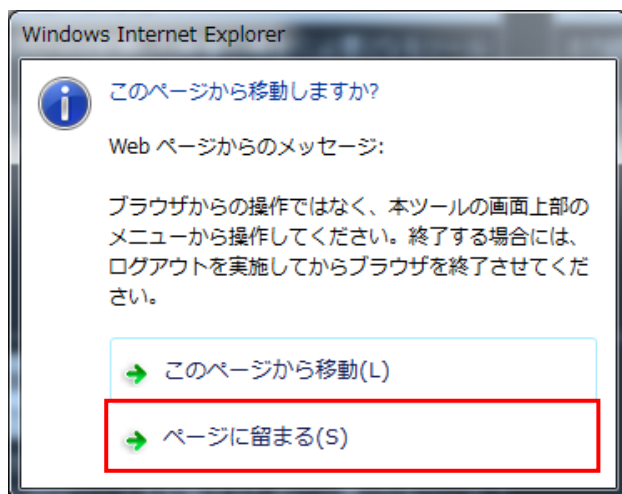 Windows Internet Explorer
このページから移動しますか?
Web ページからのメッセージ:
ブラウザからの操作ではなく、本ツールの画面上部の
メニューから操作してください。終了する場合には、
ログアウトを実施してからブラウザを終了させてくだ
さい。
このページから移動(L)
ページに留まる(S)